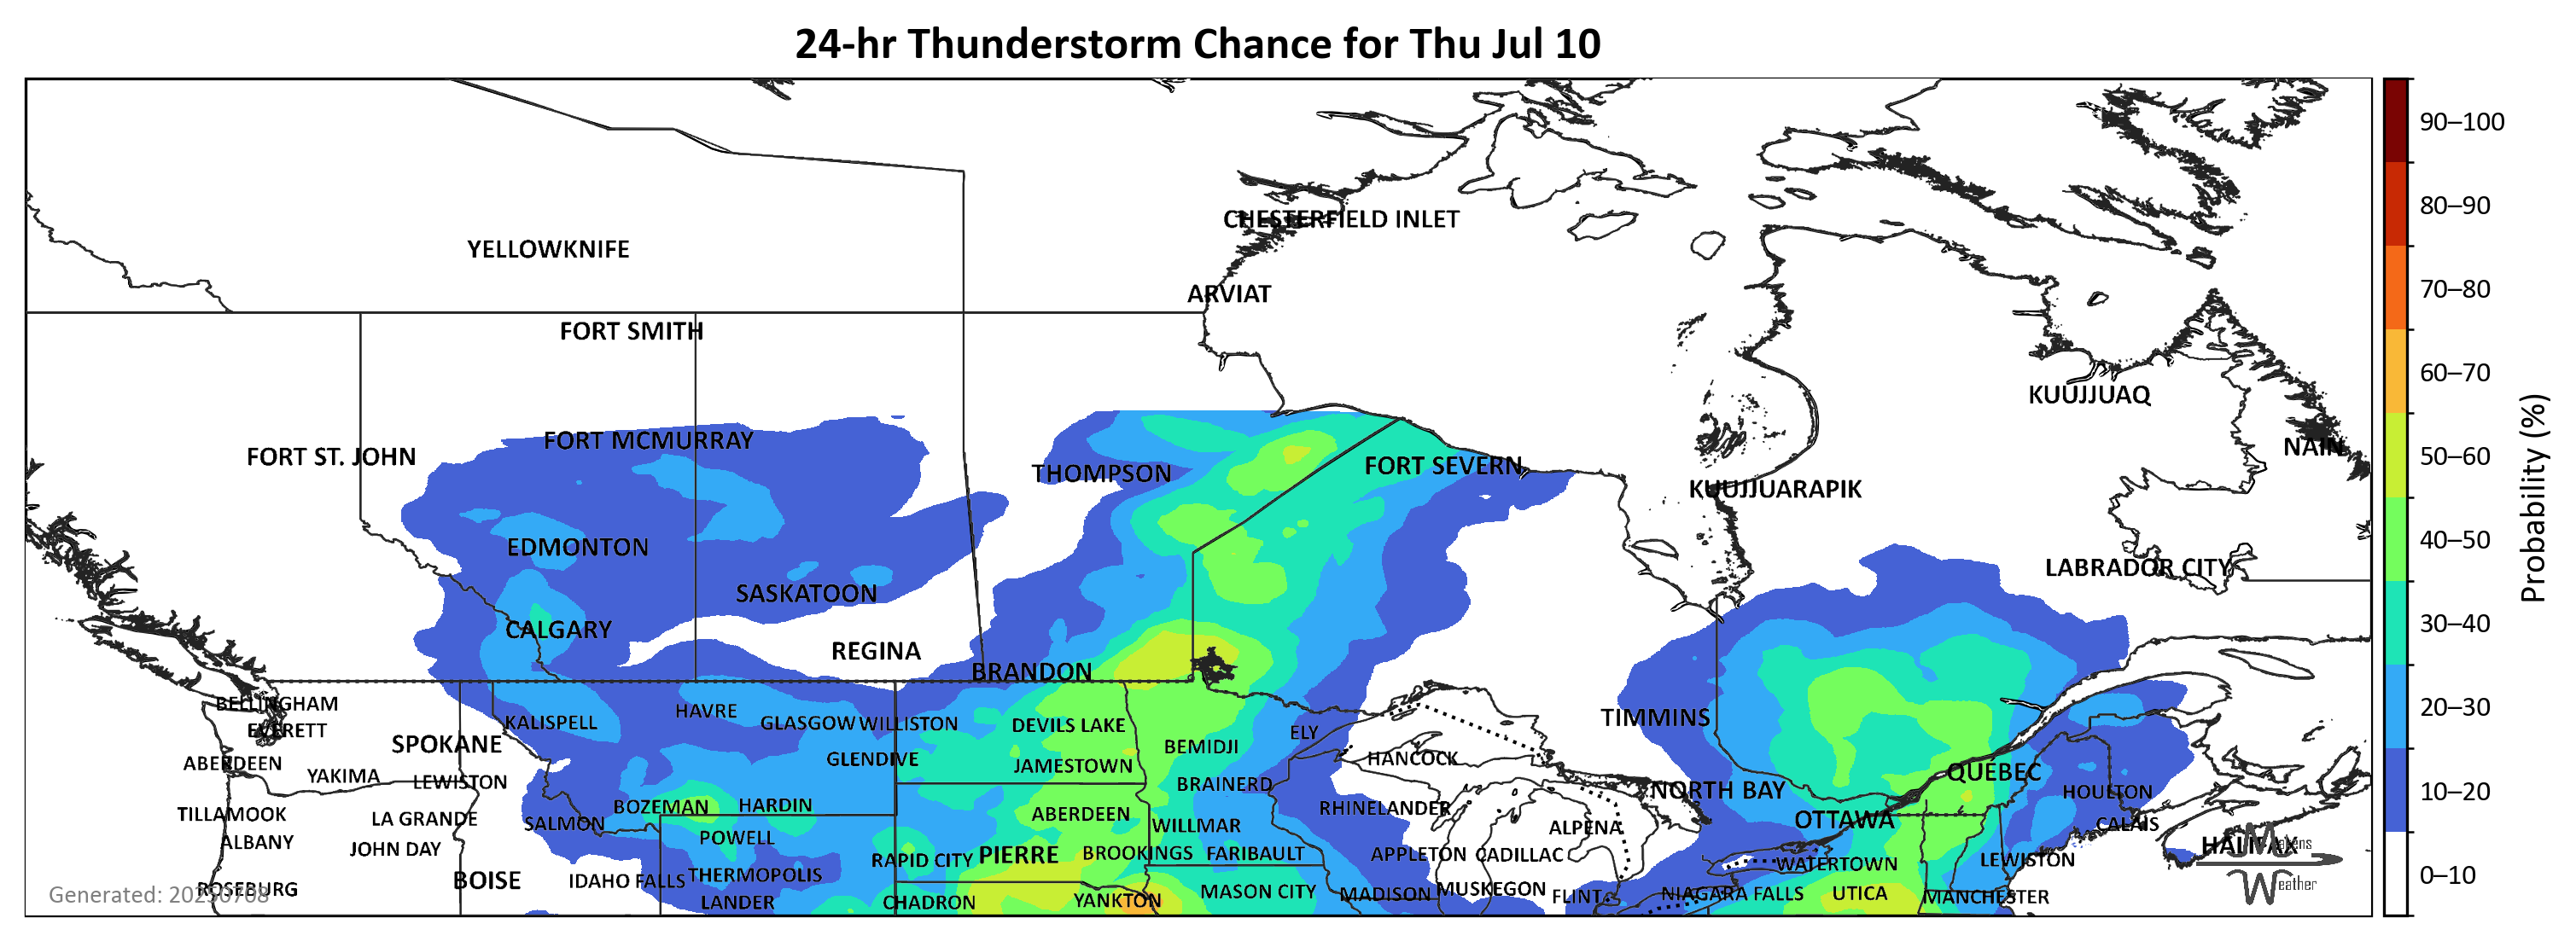 24-hr Thunderstorm Chance for Thu Jul 10
90–100
80–90
CHESTERFIELD INLET
YELLOWKNIFE
70–80
ARVIAT
FORT SMITH
60–70
KUUJJUAQ
FORT MCMURRAY
NAIN
FORT ST. JOHN
50–60
THOMPSON
FORT SEVERN
KUUJJUARAPIK
Probability (%)
EDMONTON
40–50
LABRADOR CITY
SASKATOON
CALGARY
30–40
REGINA
BRANDON
BELLINGHAM
20–30
HAVRE
TIMMINS
KALISPELL
GLASGOW
WILLISTON
DEVILS LAKE
EVERETT
ELY
SPOKANE
BEMIDJI
GLENDIVE
HANCOCK
ABERDEEN
JAMESTOWN
QUÉBEC
YAKIMA
LEWISTON
BRAINERD
NORTH BAY
HOULTON
10–20
BOZEMAN
HARDIN
RHINELANDER
TILLAMOOK
LA GRANDE
ABERDEEN
OTTAWA
SALMON
WILLMAR
ALPENA
CALAIS
ALBANY
POWELL
JOHN DAY
HALIFAX
Weather
RAPID CITY
PIERRE
BROOKINGS
FARIBAULT
APPLETON
CADILLAC
WATERTOWN
LEWISTON
0–10
BOISE
IDAHO FALLS
THERMOPOLIS
ROSEBURG
Generated: 20250708
MASON CITY
MADISON
MUSKEGON
FLINT
NIAGARA FALLS
UTICA
MANCHESTER
LANDER
CHADRON
YANKTON